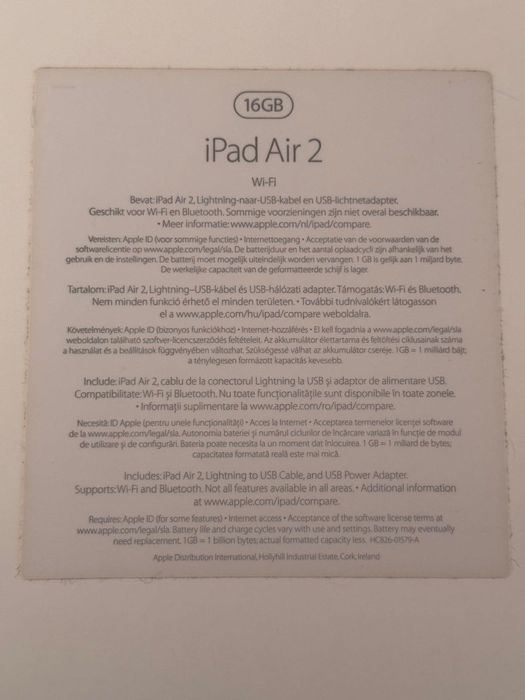 16GB
iPad Air 2
Wi-Fi
Bevat: iPad Air 2, Lightning-naar-USB-kabel en USB-lichtnetadapter.
Geschikt voor Wi-Fi en Bluetooth. Sommige voorzieningen zijn niet overal beschikbaar.
• Meer informatie: www.apple.com/nl/ipad/compare.
Vereisten: Apple ID (voor sommige functies) • Internettoegang • Acceptatie van de voorwaarden van de
softwarelicentie op www.apple.com/legal/sla. De batterijduur en het aantal oplaadcycli zijn afhankelijk van het
gebruik en de instellingen. De batterij moet mogelijk uiteindelijk worden vervangen. 1 GB is gelijk aan 1 miljard byte.
De werkelijke capaciteit van de geformatteerde schijf is lager.
Tartalom: iPad Air 2, Lightning–USB-kábel és USB-hálózati adapter. Támogatás: Wi-Fi és Bluetooth.
Nem minden funkció érhető el minden területen. • További tudnivalókért látogasson
el a www.apple.com/hu/ipad/compare weboldalra.
Követelmények: Apple ID (bizonyos funkciókhoz) • Internet-hozzáférés • El kell fogadnia a www.apple.com/legal/sla
weboldalon található szoftver-licencszerződés feltételeit. Az akkumulátor élettartama és feltöltési ciklusainak száma
a használat és a beállítások függvényében változhat. Szükségessé válhat az akkumulátor cseréje. 1GB = 1 milliárd bájt;
a ténylegesen formázott kapacitás kevesebb.
Include: iPad Air 2, cablu de la conectorul Lightning la USB și adaptor de alimentare USB.
Compatibilitate: Wi-Fi și Bluetooth. Nu toate funcționalitățile sunt disponibile în toate zonele.
• Informații suplimentare la www.apple.com/ro/ipad/compare.
Necesită: ID Apple (pentru unele funcționalități) • Acces la Internet • Acceptarea termenelor licenței software
de la www.apple.com/legal/sla. Autonomia bateriei și numărul ciclurilor de încărcare variază în funcție de modul
de utilizare și de configurări. Bateria poate necesita la un moment dat înlocuirea. 1 GB = 1 miliard de bytes;
capacitatea formatată reală este mai mică.
Includes: iPad Air 2, Lightning to USB Cable, and USB Power Adapter.
Supports: Wi-Fi and Bluetooth. Not all features available in all areas. • Additional information
at www.apple.com/ipad/compare.
Requires: Apple ID (for some features) • Internet access • Acceptance of the software license terms at
www.apple.com/legal/sla. Battery life and charge cycles vary with use and settings. Battery may eventually
need replacement. 1GB = 1 billion bytes; actual formatted capacity less. HC826-01579-A
Apple Distribution International, Hollyhill Industrial Estate, Cork, Ireland